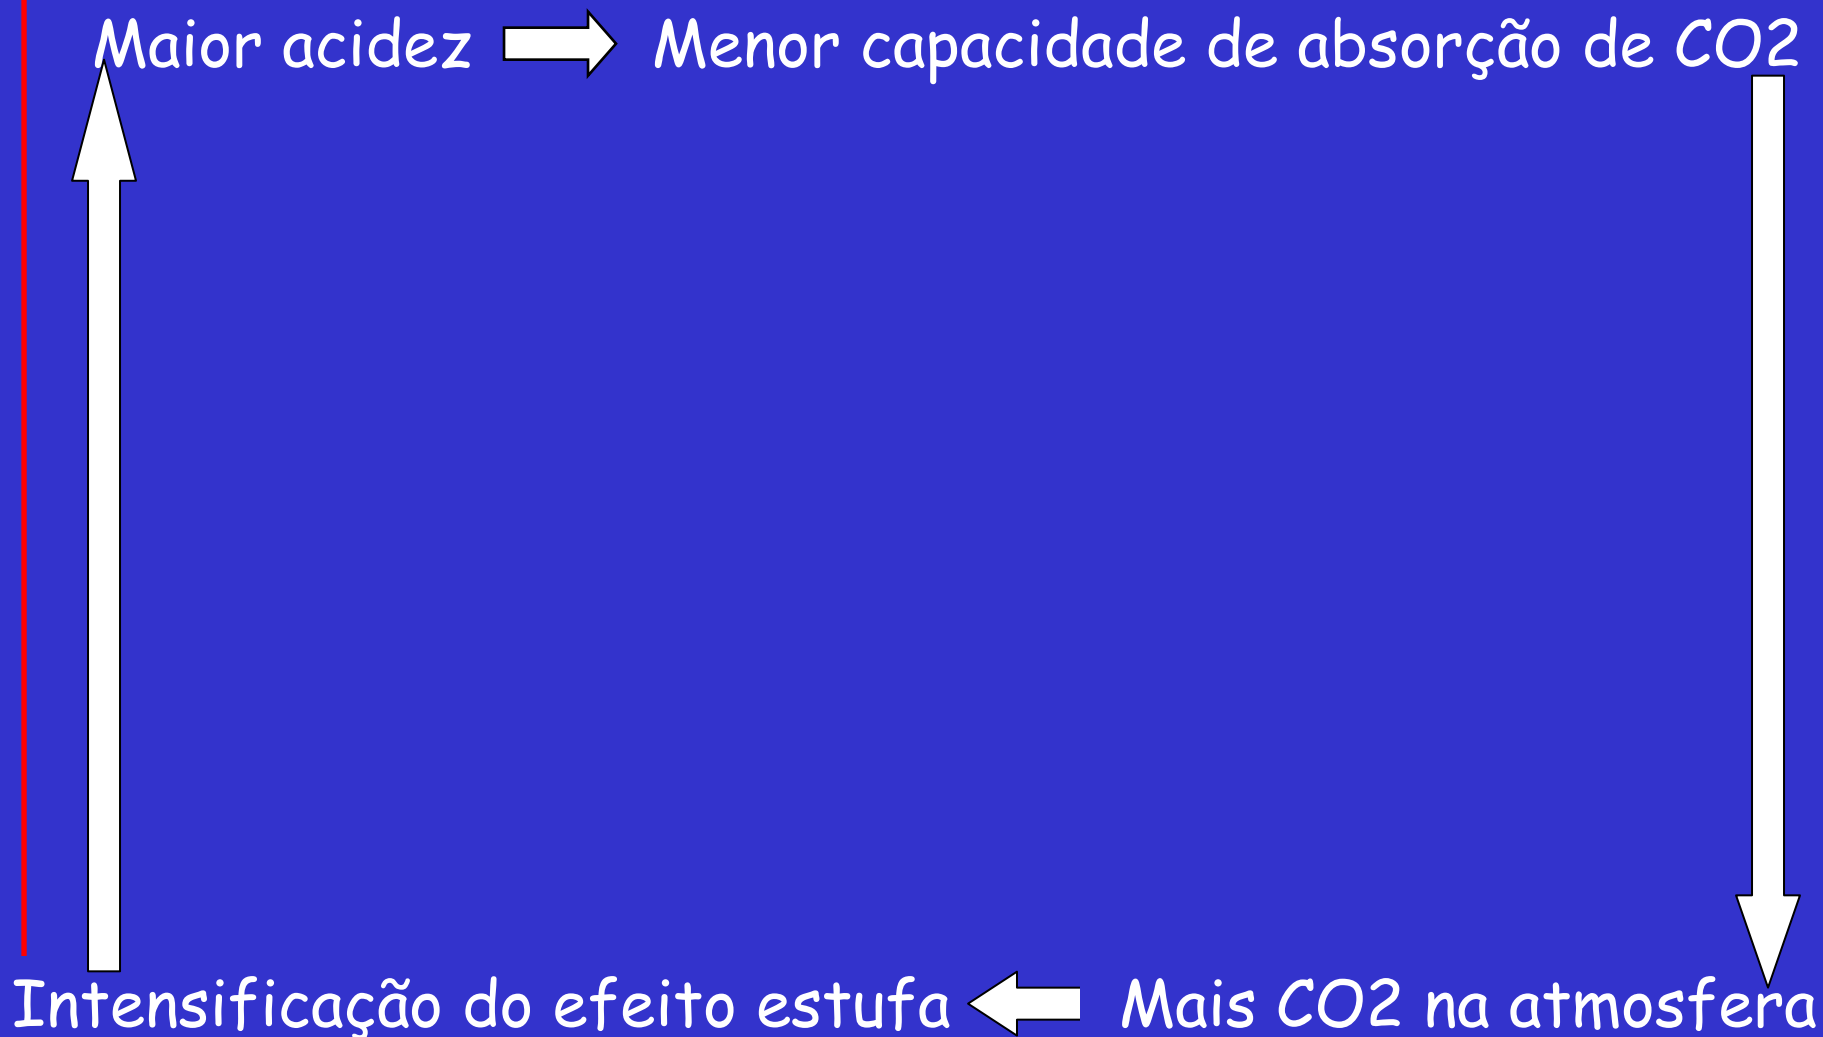 Maior acidez Menor capacidade de absorção de CO2
Intensificação do efeito estufa Mais CO2 na atmosfera